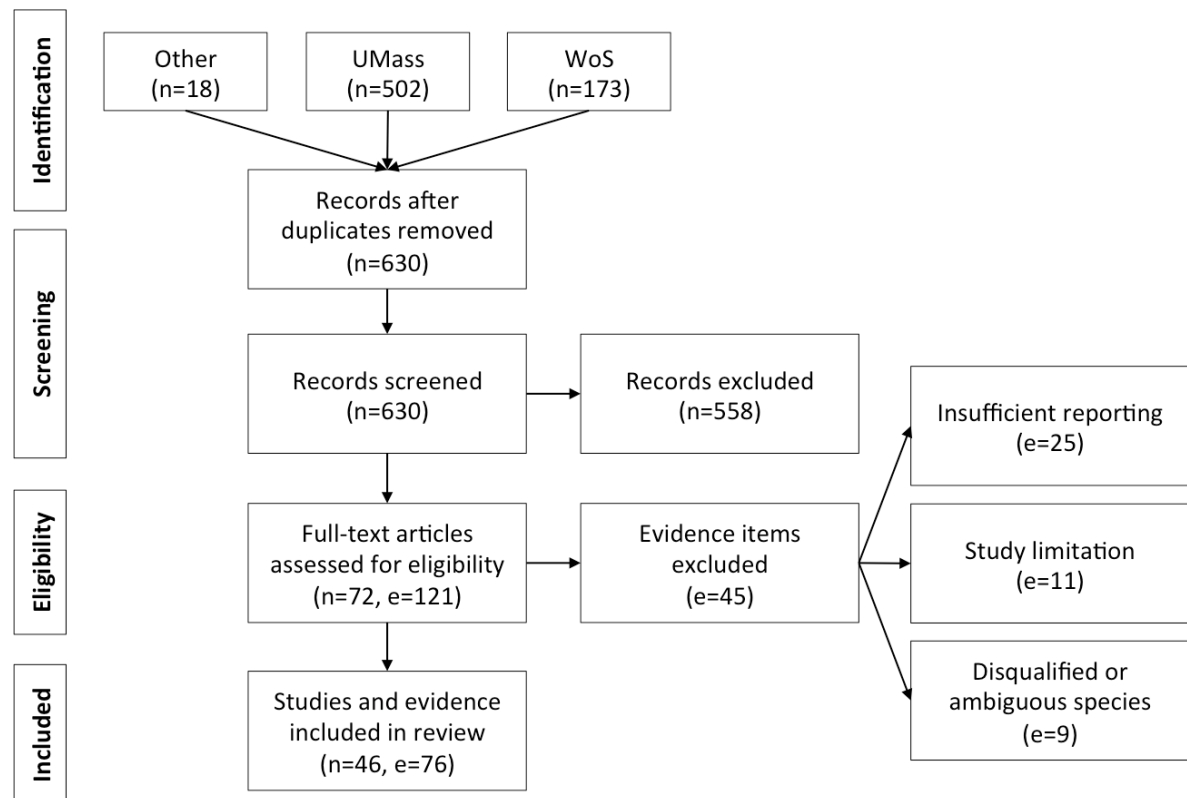 Identification
Other
(n=18)
UMass
(n=502)
WoS
(n=173)
Records after
duplicates removed
(n=630)
Screening
Records screened
(n=630)
Records excluded
(n=558)
Insufficient reporting
(e=25)
Eligibility
Full-text articles
assessed for eligibility
(n=72, e=121)
Evidence items
excluded
(e=45)
Study limitation
(e=11)
Disqualified or
ambiguous species
(e=9)
Included
Studies and evidence
included in review
(n=46, e=76)